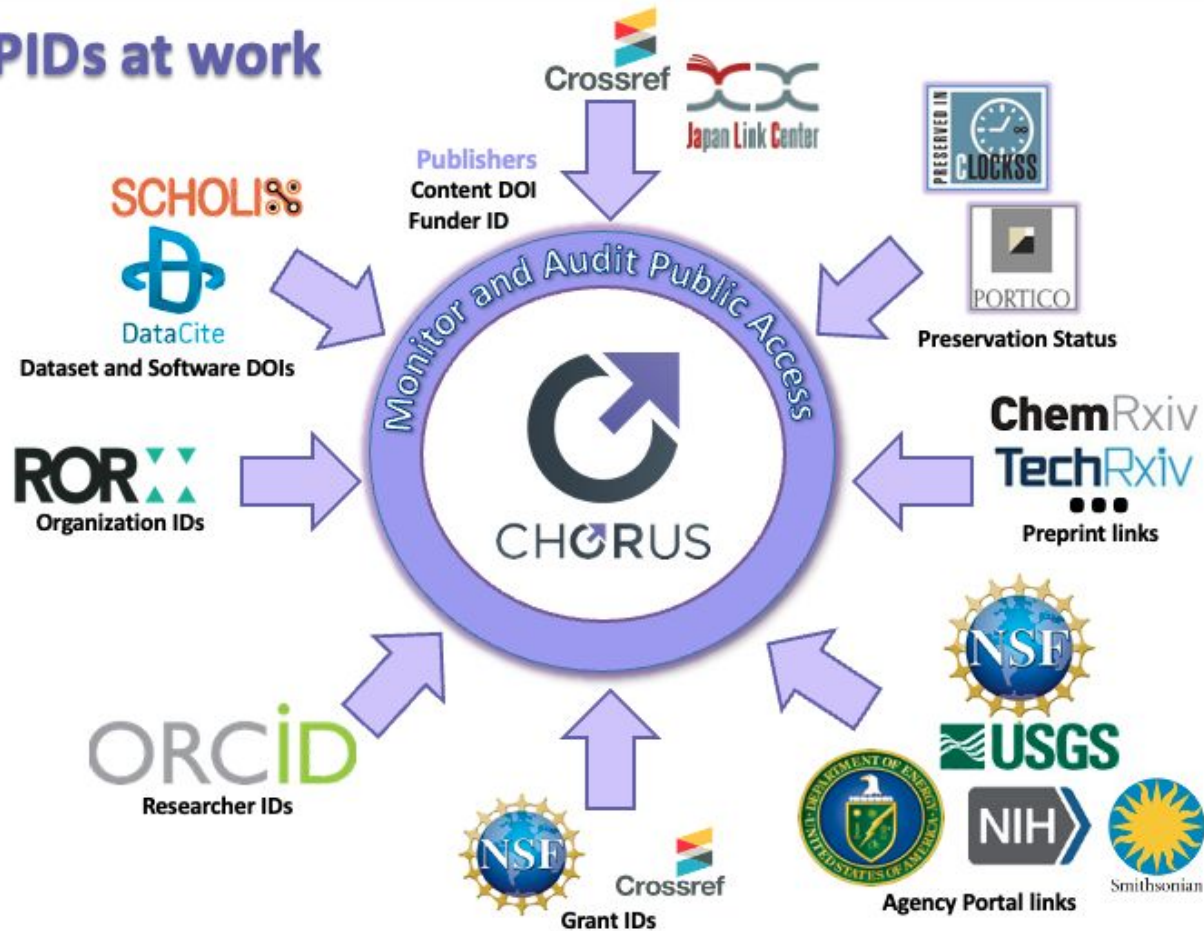 PIDs at work
Crossref
Japan Link Center
Publishers
Content DOI
Funder ID
PRESERVED IN
CLOCKSS
PORTICO
Preservation Status
SCHOLIX
DataCite
Dataset and Software DOIs
Monitor and Audit Public Access
CHORUS
ChemRxiv
TechRxiv
Preprint links
ROR
Organization IDs
ORCiD
Researcher IDs
NSF
Crossref
Grant IDs
NSF
USGS
DEPARTMENT OF ENERGY
UNITED STATES OF AMERICA
NIH
Smithsonian
Agency Portal links